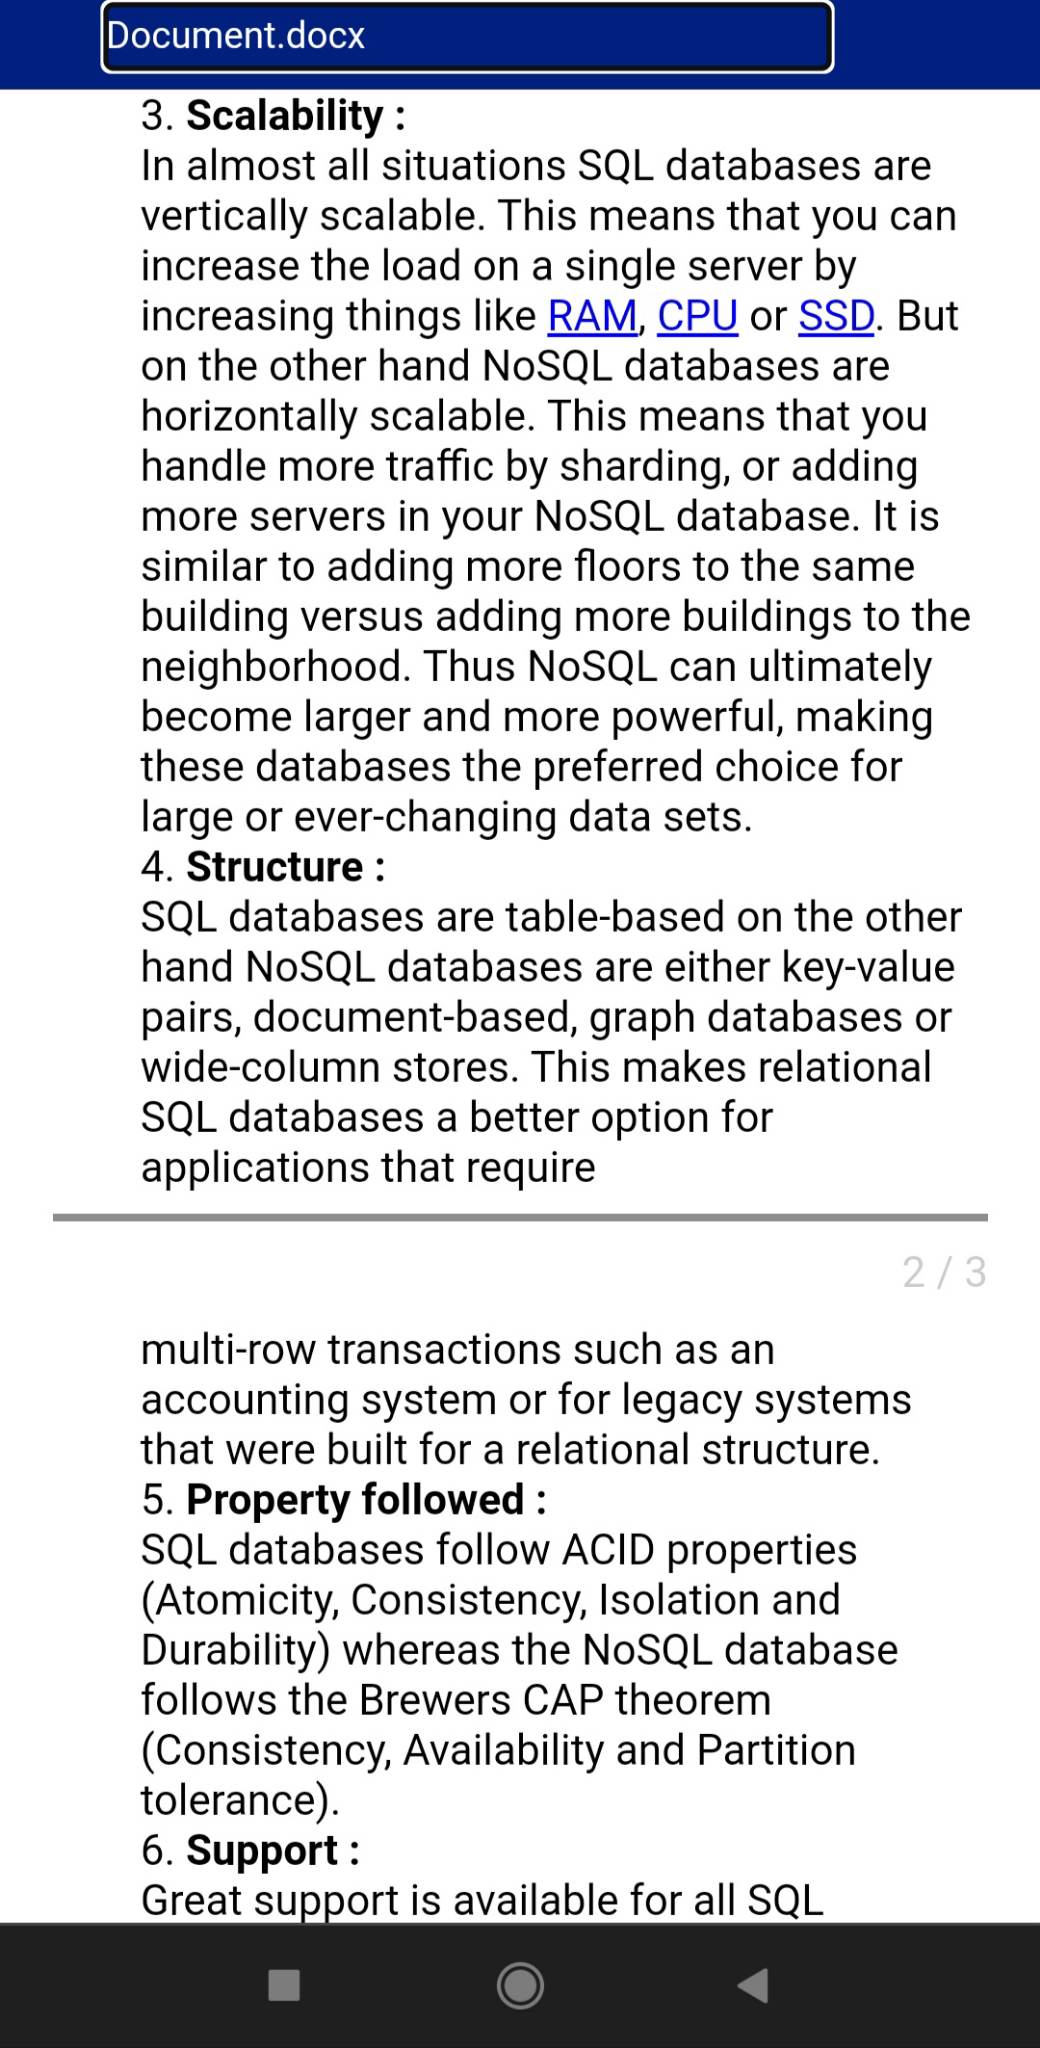 Document.docx
3. Scalability :
In almost all situations SQL databases are
vertically scalable. This means that you can
increase the load on a single server by
increasing things like RAM, CPU or SSD. But
on the other hand NoSQL databases are
horizontally scalable. This means that you
handle more traffic by sharding, or adding
more servers in your NoSQL database. It is
similar to adding more floors to the same
building versus adding more buildings to the
neighborhood. Thus NoSQL can ultimately
become larger and more powerful, making
these databases the preferred choice for
large or ever-changing data sets.
4. Structure :
SQL databases are table-based on the other
hand NoSQL databases are either key-value
pairs, document-based, graph databases or
wide-column stores. This makes relational
SQL databases a better option for
applications that require
2 / 3
multi-row transactions such as an
accounting system or for legacy systems
that were built for a relational structure.
5. Property followed :
SQL databases follow ACID properties
(Atomicity, Consistency, Isolation and
Durability) whereas the NoSQL database
follows the Brewers CAP theorem
(Consistency, Availability and Partition
tolerance).
6. Support :
Great support is available for all SQL